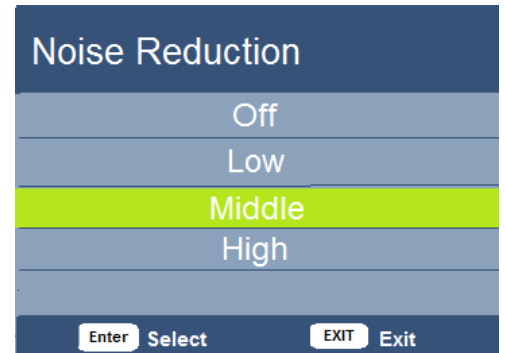 Noise Reduction
Off
Low
Middle
High
Enter Select EXIT Exit